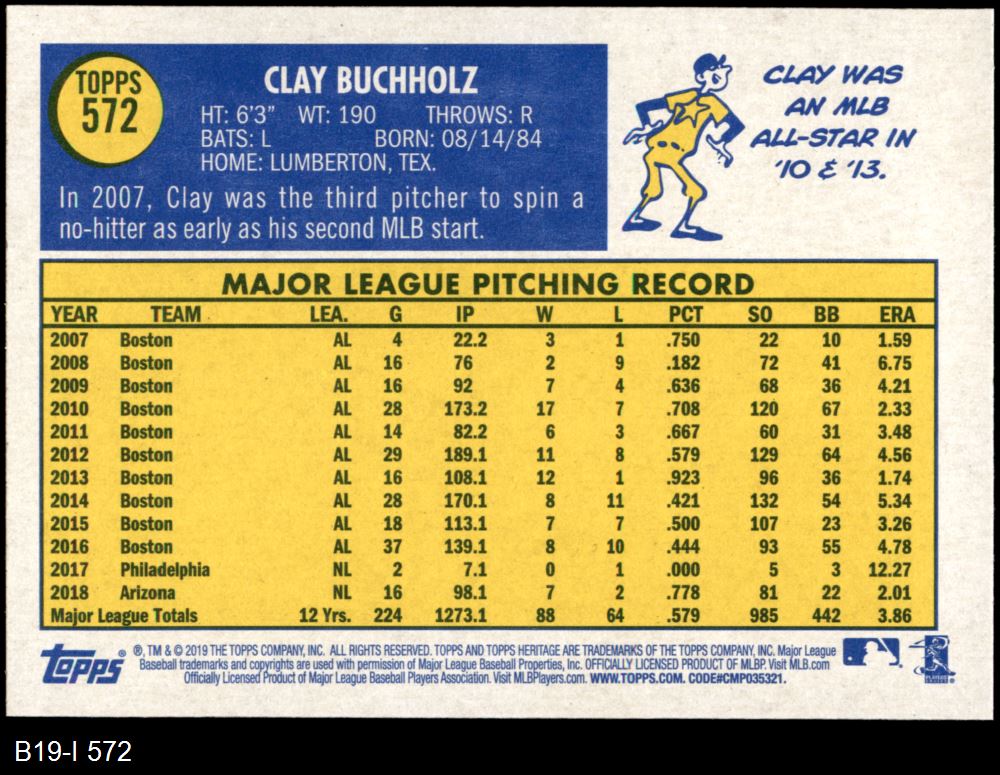 TOPPS
572
CLAY BUCHHOLZ
HT: 6'3" WT: 190 THROWS: R
BATS: L BORN: 08/14/84
HOME: LUMBERTON, TEX.
In 2007, Clay was the third pitcher to spin a
no-hitter as early as his second MLB start.
CLAY WAS
AN MLB
ALL-STAR IN
'10 & '13.
MAJOR LEAGUE PITCHING RECORD
YEAR TEAM LEA. G IP W L PCT SO BB ERA
2007 Boston AL 4 22.2 3 1 .750 22 10 1.59
2008 Boston AL 16 76 2 9 .182 72 41 6.75
2009 Boston AL 16 92 7 4 .636 68 36 4.21
2010 Boston AL 28 173.2 17 7 .708 120 67 2.33
2011 Boston AL 14 82.2 6 3 .667 60 31 3.48
2012 Boston AL 29 189.1 11 8 .579 129 64 4.56
2013 Boston AL 16 108.1 12 1 .923 96 36 1.74
2014 Boston AL 28 170.1 8 11 .421 132 54 5.34
2015 Boston AL 18 113.1 7 7 .500 107 23 3.26
2016 Boston AL 37 139.1 8 10 .444 93 55 4.78
2017 Philadelphia NL 2 7.1 0 1 .000 5 3 12.27
2018 Arizona NL 16 98.1 7 2 .778 81 22 2.01
Major League Totals 12 Yrs. 224 1273.1 88 64 .579 985 442 3.86
topps®
®, TM & © 2019 THE TOPPS COMPANY, INC. ALL RIGHTS RESERVED. TOPPS AND TOPPS HERITAGE ARE TRADEMARKS OF THE TOPPS COMPANY, INC. Major League
Baseball trademarks and copyrights are used with permission of Major League Baseball Properties, Inc. OFFICIALLY LICENSED PRODUCT OF MLBP. Visit MLB.com
Officially Licensed Product of Major League Baseball Players Association. Visit MLBPlayers.com. WWW.TOPPS.COM. CODE#CMP035321.
B19-I 572